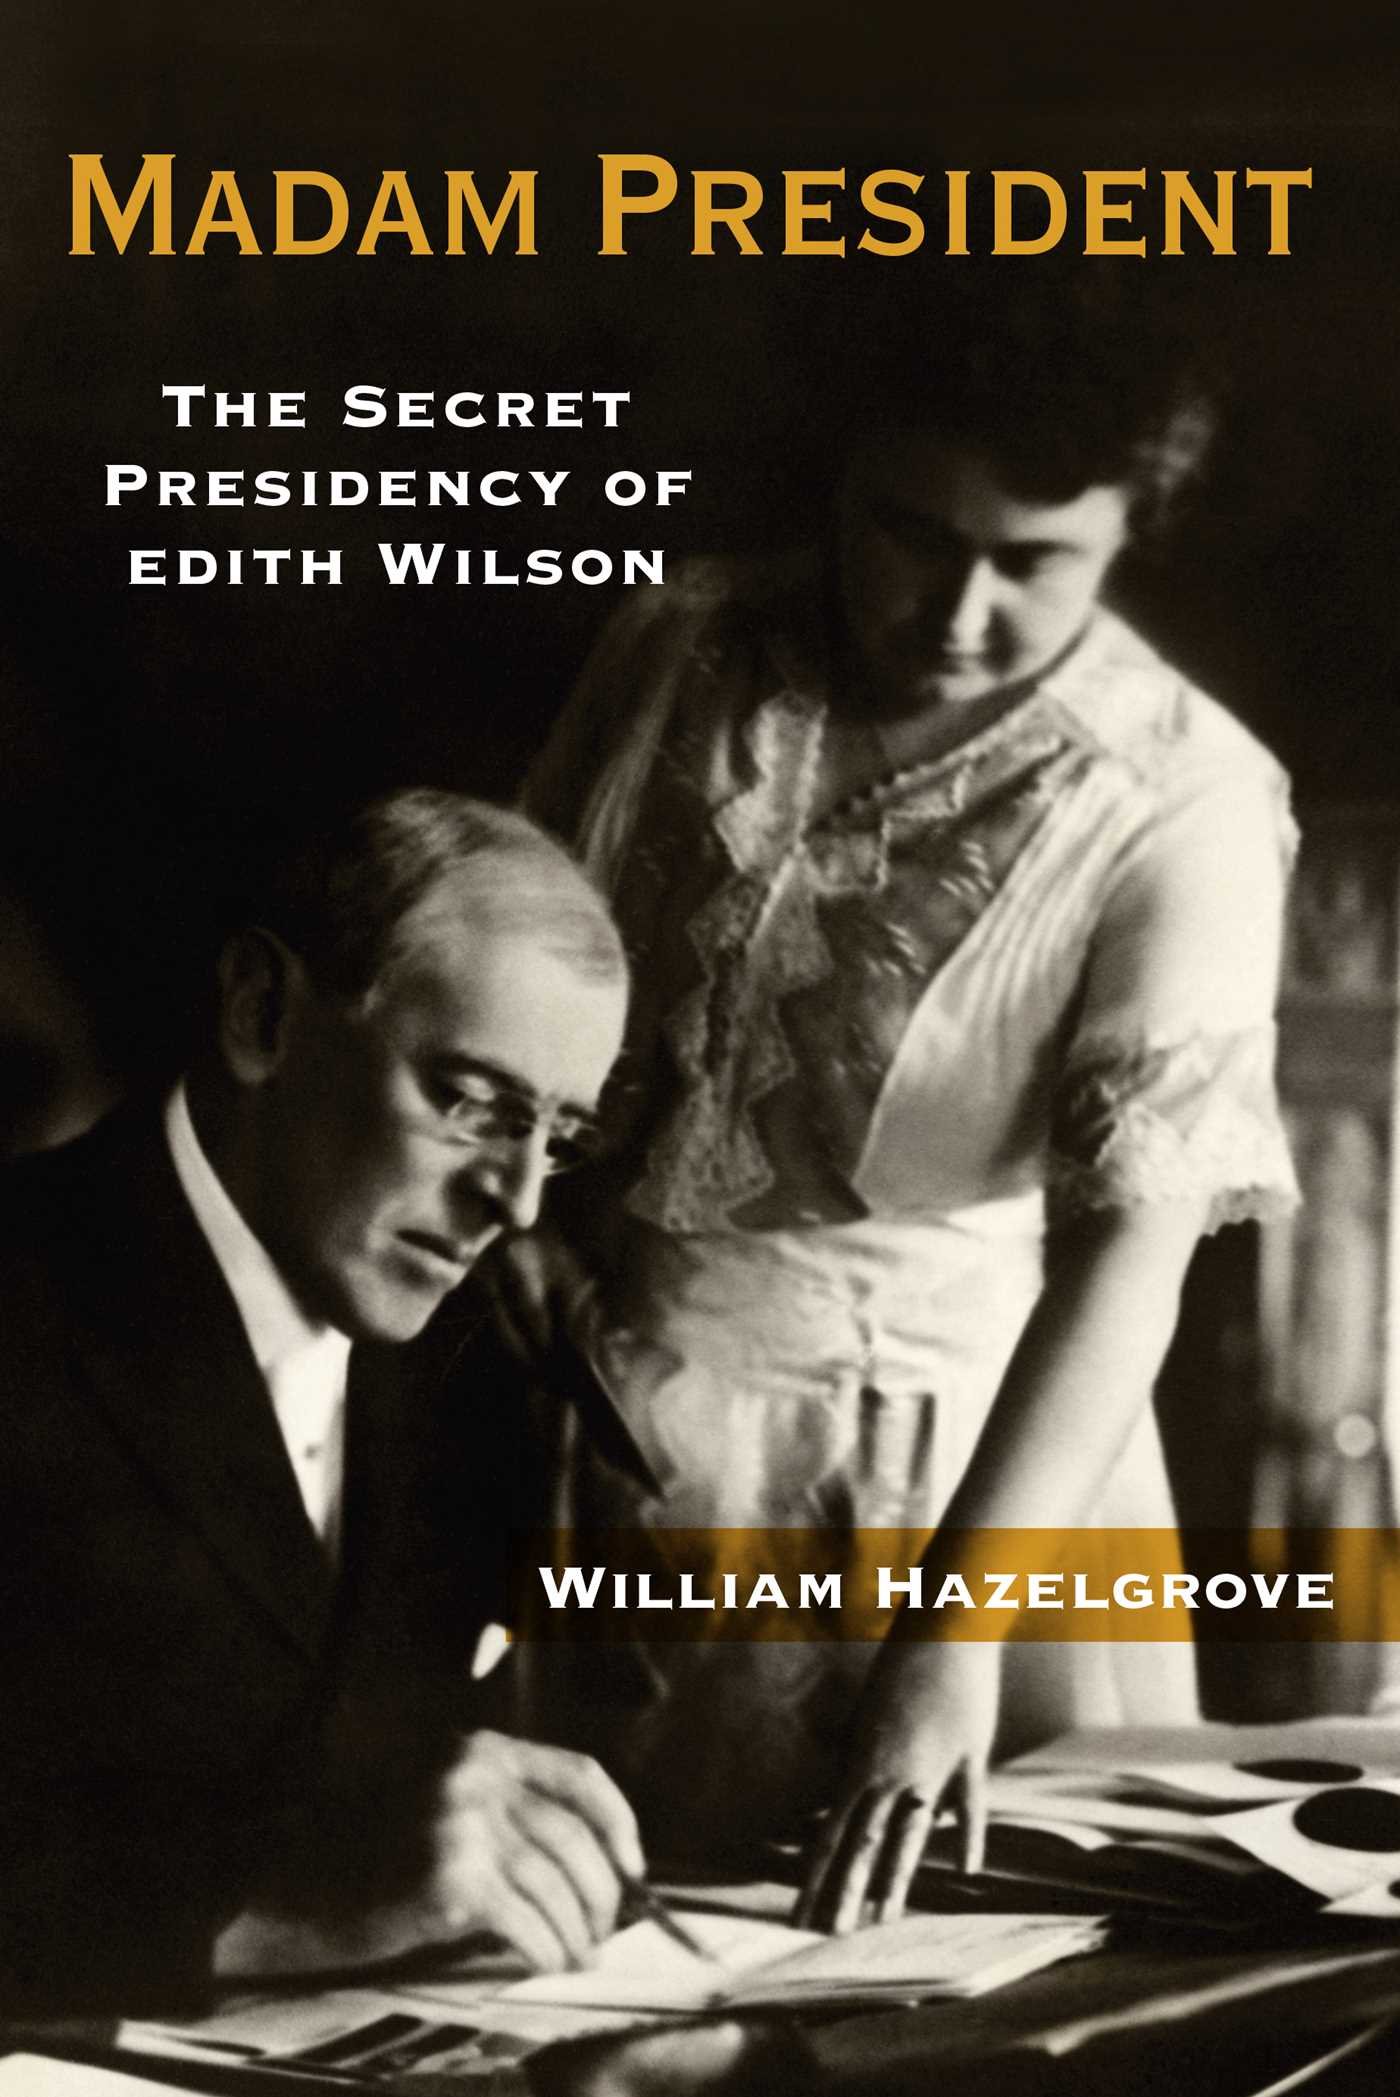 MADAM PRESIDENT
THE SECRET
PRESIDENCY OF
EDITH WILSON
WILLIAM HAZELGROVE